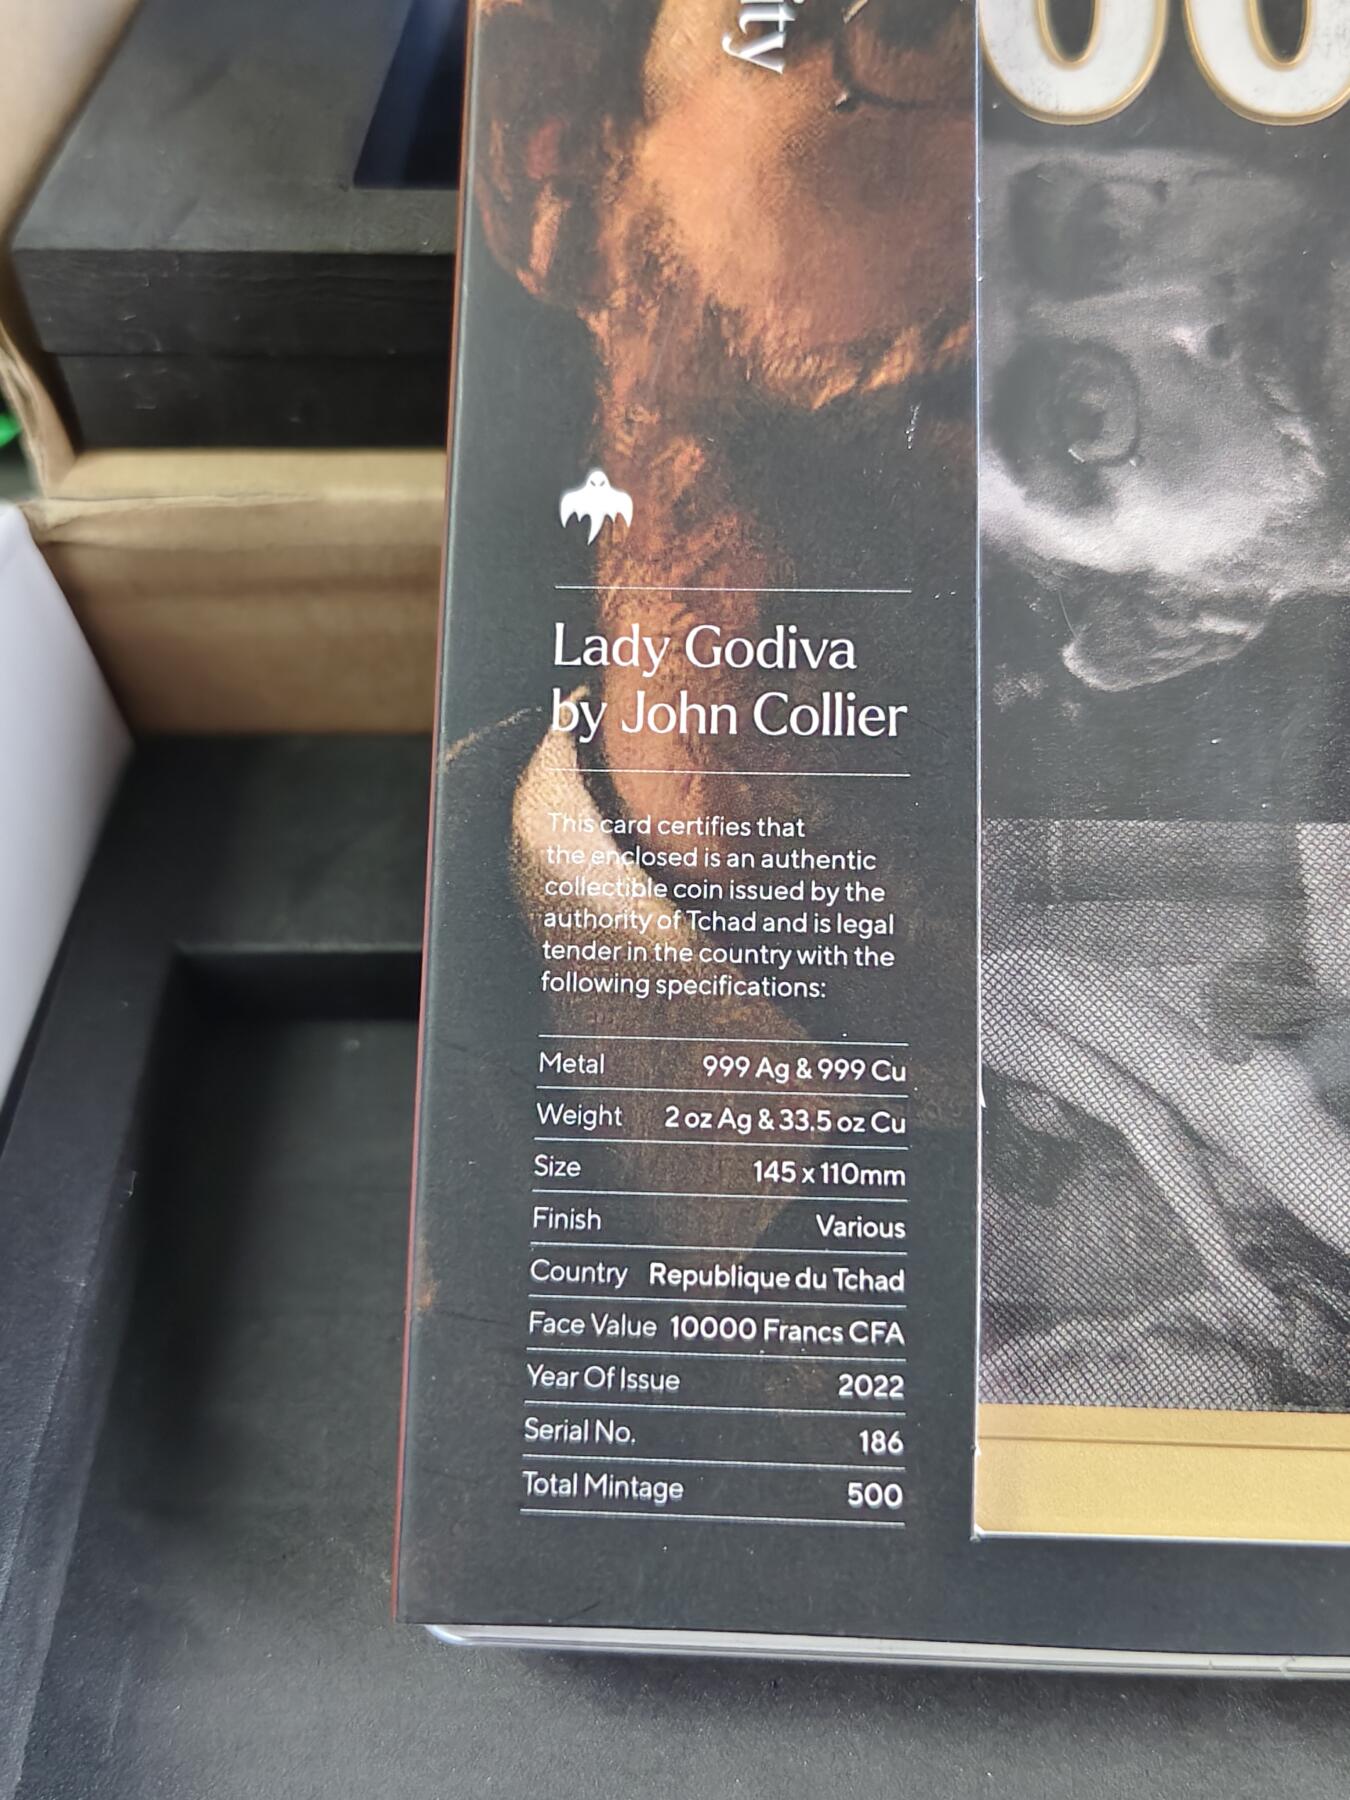 Lady Godiva
by John Collier
This card certifies that
the enclosed is an authentic
collectible coin issued by the
authority of Tchad and is legal
tender in the country with the
following specifications:
Metal 999 Ag & 999 Cu
Weight 2 oz Ag & 33.5 oz Cu
Size 145 x 110mm
Finish Various
Country Republique du Tchad
Face Value 10000 Francs CFA
Year Of Issue 2022
Serial No. 186
Total Mintage 500